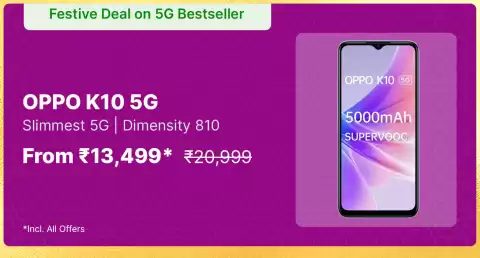 Festive Deal on 5G Bestseller
OPPO K10 5G
Slimmest 5G | Dimensity 810
From ₹13,499* ₹20,999
*Incl. All Offers
OPPO K10 5G
5000mAh
SUPERVOOC